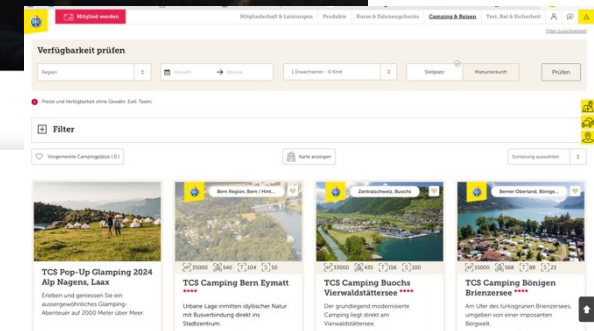 Mitglied werden
Mitgliedschaft & Leistungen Produkte Kurse & Fahrzeugchecks Camping & Reisen Test, Rat & Sicherheit
Filter zurücksetzen
Verfügbarkeit prüfen
Region
Ankunft → Abreise
1 Erwachsener - 0 Kind
Stellplatz
Mietunterkunft
Prüfen
Preise und Verfügbarkeit ohne Gewähr. Exkl. Taxen.
Filter
Vorgemerkte Campingplätze (0)
Karte anzeigen
Sortierung auswählen
TCS Pop-Up Glamping 2024
Alp Nagens, Laax
Erleben und geniessen Sie ein
aussergewöhnliches Glamping-
Abenteuer auf 2000 Meter über Meer.
Bern Region, Bern / Hint...
35000 540 104 50
TCS Camping Bern Eymatt
****
Urbane Lage inmitten idyllischer Natur
mit Busverbindung direkt ins
Stadtzentrum.
Zentralschweiz, Buochs
33000 435 156 100
TCS Camping Buochs
Vierwaldstättersee ****
Der grundlegend modernisierte
Camping liegt direkt am
Vierwaldstättersee.
Berner Oberland, Bönige...
15000 568 88 23
TCS Camping Bönigen
Brienzersee ****
Am Ufer des türkisgrünen Brienzersees,
umgeben von einer imposanten
Bergwelt.